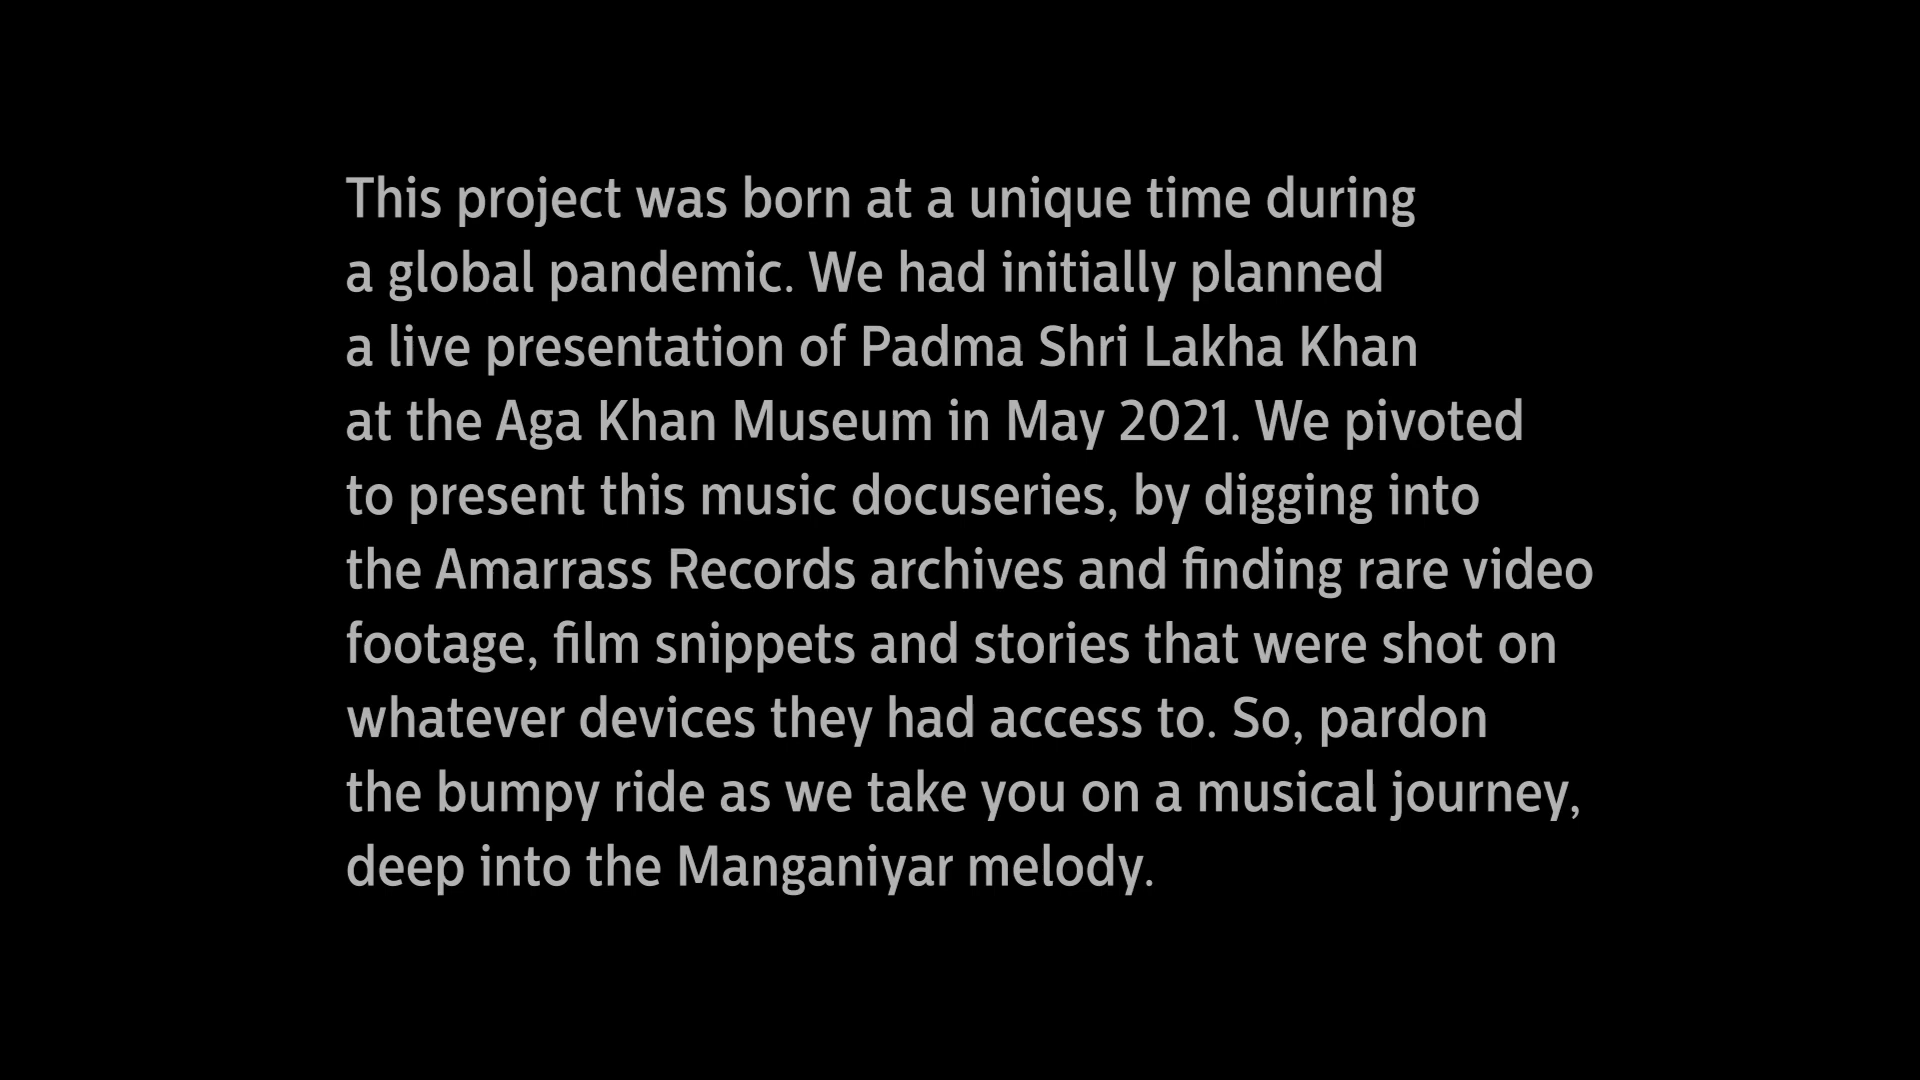 This project was born at a unique time during
a global pandemic. We had initially planned
a live presentation of Padma Shri Lakha Khan
at the Aga Khan Museum in May 2021. We pivoted
to present this music docuseries, by digging into
the Amarrass Records archives and finding rare video
footage, film snippets and stories that were shot on
whatever devices they had access to. So, pardon
the bumpy ride as we take you on a musical journey,
deep into the Manganiyar melody.